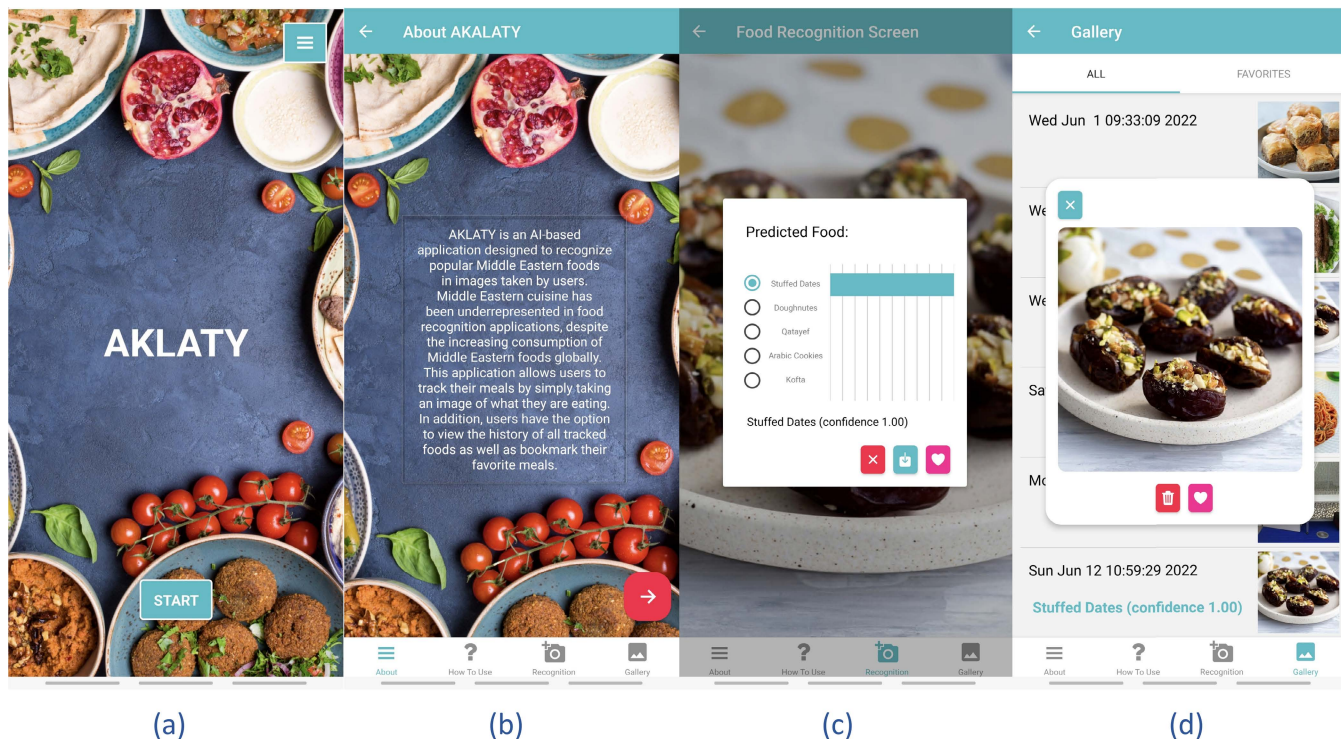 AKLATY
START
(a)
About AKALATY
AKLATY is an AI-based
application designed to recognize
popular Middle Eastern foods
in images taken by users.
Middle Eastern cuisine has
been underrepresented in food
recognition applications, despite
the increasing consumption of
Middle Eastern foods globally.
This application allows users to
track their meals by simply taking
an image of what they are eating.
In addition, users have the option
to view the history of all tracked
foods as well as bookmark their
favorite meals.
About
How To Use
Recognition
Gallery
(b)
Food Recognition Screen
Predicted Food:
Stuffed Dates
Doughnutes
Qatayef
Arabic Cookies
Kofta
Stuffed Dates (confidence 1.00)
About
How To Use
Recognition
Gallery
(c)
Gallery
ALL
FAVORITES
Wed Jun 1 09:33:09 2022
We
We
Sa
Mo
Sun Jun 12 10:59:29 2022
Stuffed Dates (confidence 1.00)
About
How To Use
Recognition
Gallery
(d)